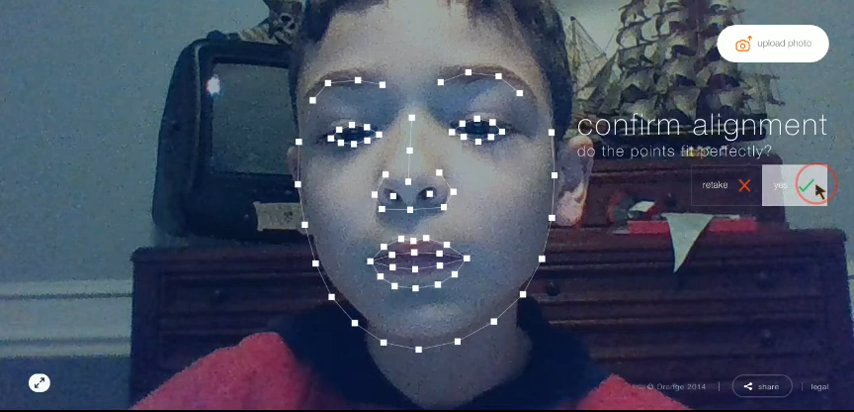 upload photo
confirm alignment
do the points fit perfectly?
retake
yes
© Orange 2014 | share | legal